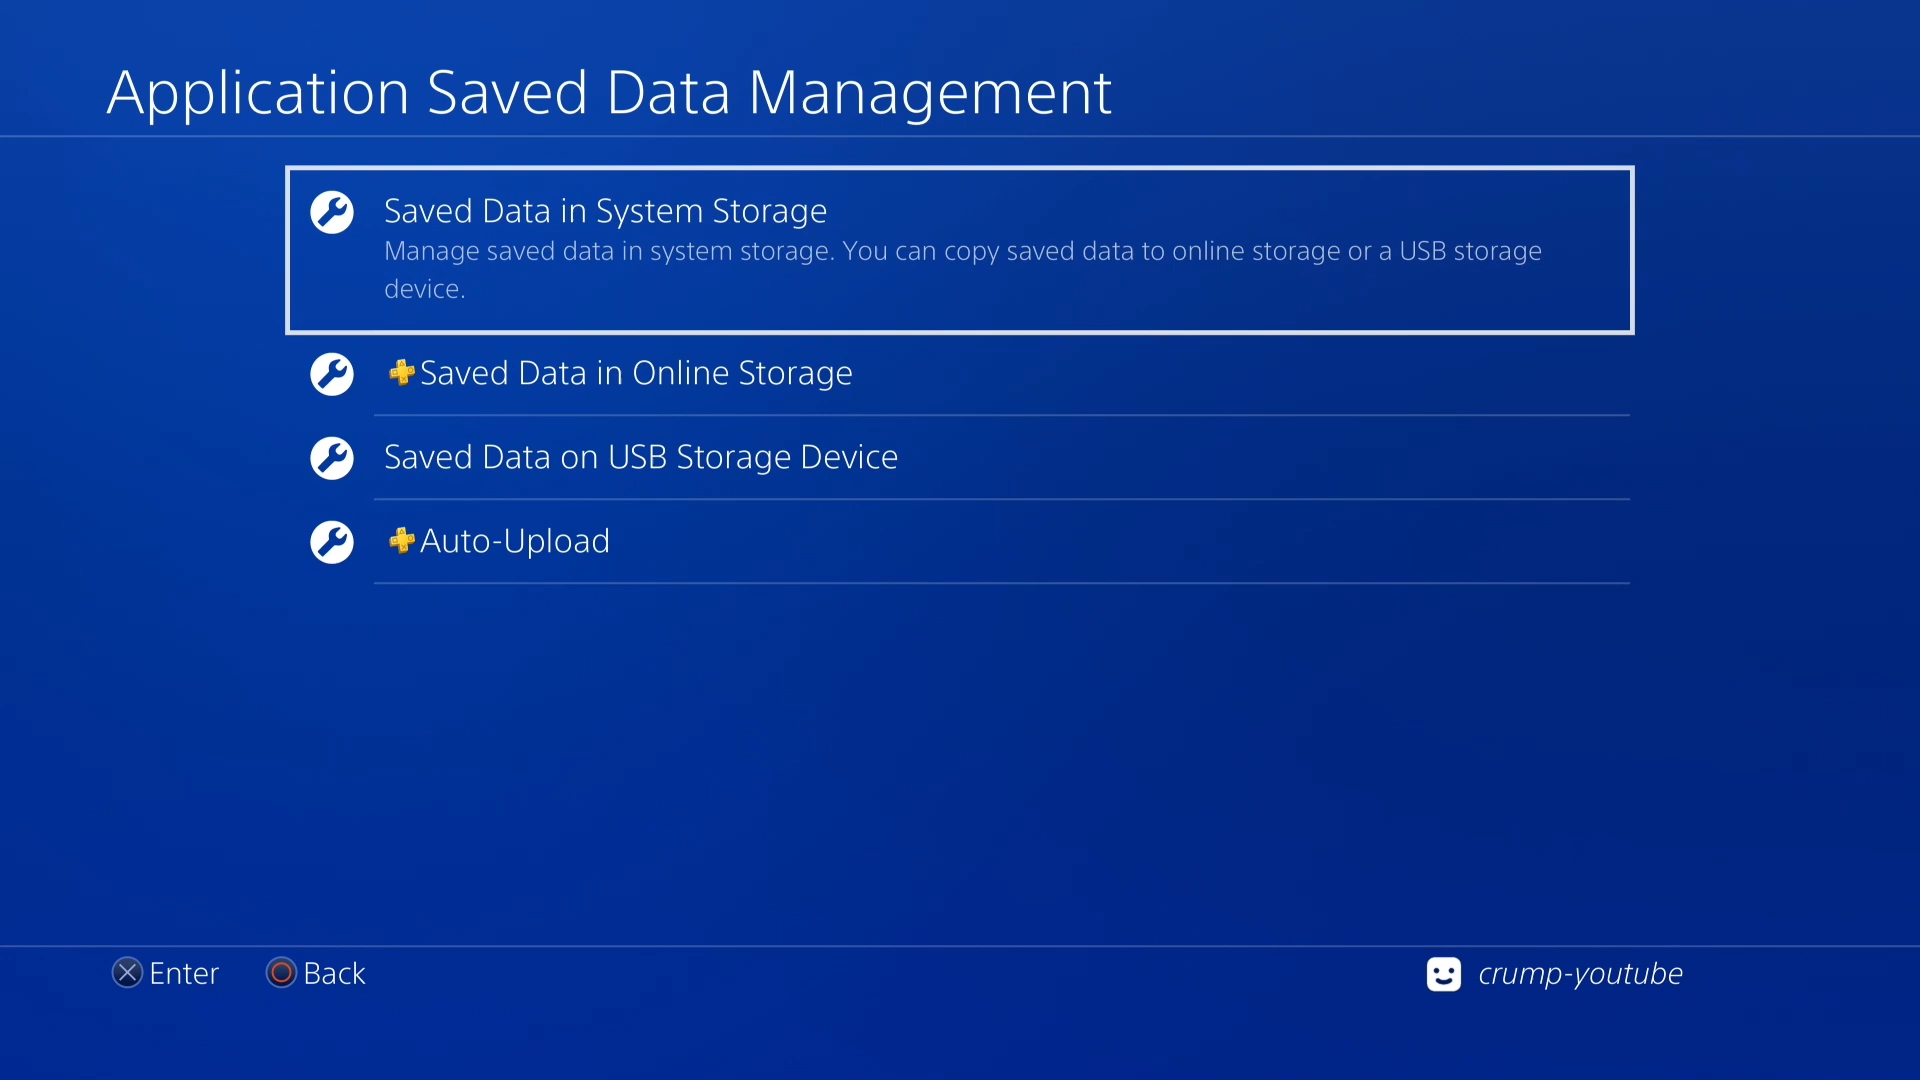 Application Saved Data Management
Saved Data in System Storage
Manage saved data in system storage. You can copy saved data to online storage or a USB storage
device.
Saved Data in Online Storage
Saved Data on USB Storage Device
Auto-Upload
Enter Back crump-youtube